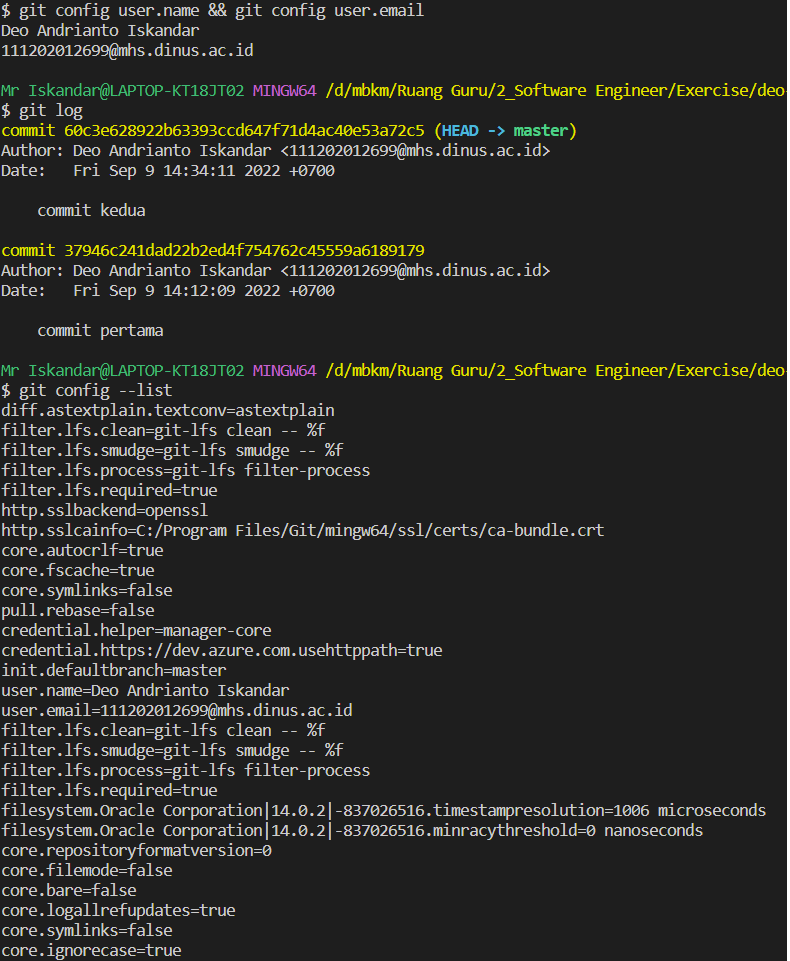 $ git config user.name && git config user.email
Deo Andrianto Iskandar
111202012699@mhs.dinus.ac.id
Mr Iskandar@LAPTOP-KT18JT02 MINGW64 /d/mbkm/Ruang Guru/2_Software Engineer/Exercise/deo-
$ git log
commit 60c3e628922b63393ccd647f71d4ac40e53a72c5 (HEAD -> master)
Author: Deo Andrianto Iskandar <111202012699@mhs.dinus.ac.id>
Date:   Fri Sep 9 14:34:11 2022 +0700
    commit kedua
commit 37946c241dad22b2ed4f754762c45559a6189179
Author: Deo Andrianto Iskandar <111202012699@mhs.dinus.ac.id>
Date:   Fri Sep 9 14:12:09 2022 +0700
    commit pertama
Mr Iskandar@LAPTOP-KT18JT02 MINGW64 /d/mbkm/Ruang Guru/2_Software Engineer/Exercise/deo-
$ git config --list
diff.astextplain.textconv=astextplain
filter.lfs.clean=git-lfs clean -- %f
filter.lfs.smudge=git-lfs smudge -- %f
filter.lfs.process=git-lfs filter-process
filter.lfs.required=true
http.sslbackend=openssl
http.sslcainfo=C:/Program Files/Git/mingw64/ssl/certs/ca-bundle.crt
core.autocrlf=true
core.fscache=true
core.symlinks=false
pull.rebase=false
credential.helper=manager-core
credential.https://dev.azure.com.usehttppath=true
init.defaultbranch=master
user.name=Deo Andrianto Iskandar
user.email=111202012699@mhs.dinus.ac.id
filter.lfs.clean=git-lfs clean -- %f
filter.lfs.smudge=git-lfs smudge -- %f
filter.lfs.process=git-lfs filter-process
filter.lfs.required=true
filesystem.Oracle Corporation|14.0.2|-837026516.timestampresolution=1006 microseconds
filesystem.Oracle Corporation|14.0.2|-837026516.minracythreshold=0 nanoseconds
core.repositoryformatversion=0
core.filemode=false
core.bare=false
core.logallrefupdates=true
core.symlinks=false
core.ignorecase=true